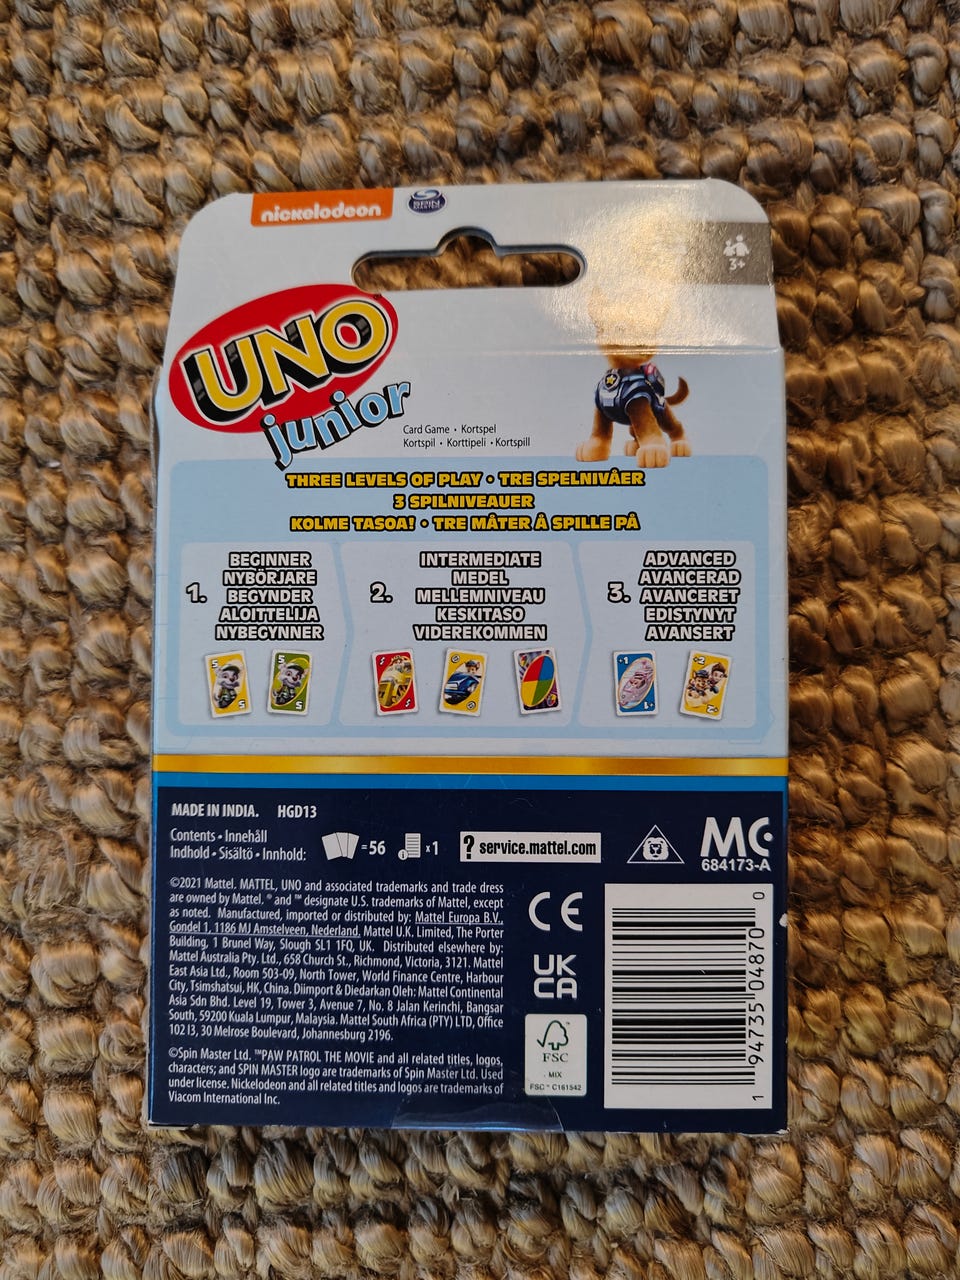 nickelodeon
SPIN MASTER
3+
UNO
junior
Card Game • Kortspel
Kortspil • Korttipeli • Kortspill
THREE LEVELS OF PLAY • TRE SPELNIVÅER
3 SPILNIVEAUER
KOLME TASOA! • TRE MÅTER Å SPILLE PÅ
1.
BEGINNER
NYBÖRJARE
BEGYNDER
ALOITTELIJA
NYBEGYNNER
2.
INTERMEDIATE
MEDEL
MELLEMNIVEAU
KESKITASO
VIDEREKOMMEN
3.
ADVANCED
AVANCERAD
AVANCERET
EDISTYNYT
AVANSERT
5 5
5 5
+1 +1
+2 +2
MADE IN INDIA. HGD13
Contents • Innehåll
Indhold • Sisältö • Innhold:
=56
x1
? service.mattel.com
MC
684173-A
©2021 Mattel. MATTEL, UNO and associated trademarks and trade dress
are owned by Mattel. ® and ™ designate U.S. trademarks of Mattel, except
as noted. Manufactured, imported or distributed by: Mattel Europa B.V.,
Gondel 1, 1186 MJ Amstelveen, Nederland. Mattel U.K. Limited, The Porter
Building, 1 Brunel Way, Slough SL1 1FQ, UK. Distributed elsewhere by:
Mattel Australia Pty. Ltd., 658 Church St., Richmond, Victoria, 3121. Mattel
East Asia Ltd., Room 503-09, North Tower, World Finance Centre, Harbour
City, Tsimshatsui, HK, China. Diimport & Diedarkan Oleh: Mattel Continental
Asia Sdn Bhd. Level 19, Tower 3, Avenue 7, No. 8 Jalan Kerinchi, Bangsar
South, 59200 Kuala Lumpur, Malaysia. Mattel South Africa (PTY) LTD, Office
102 I3, 30 Melrose Boulevard, Johannesburg 2196.
©Spin Master Ltd. ™PAW PATROL THE MOVIE and all related titles, logos,
characters; and SPIN MASTER logo are trademarks of Spin Master Ltd. Used
under license. Nickelodeon and all related titles and logos are trademarks of
Viacom International Inc.
CE
UK
CA
FSC
MIX
FSC™ C161542
1 94735 04870 0